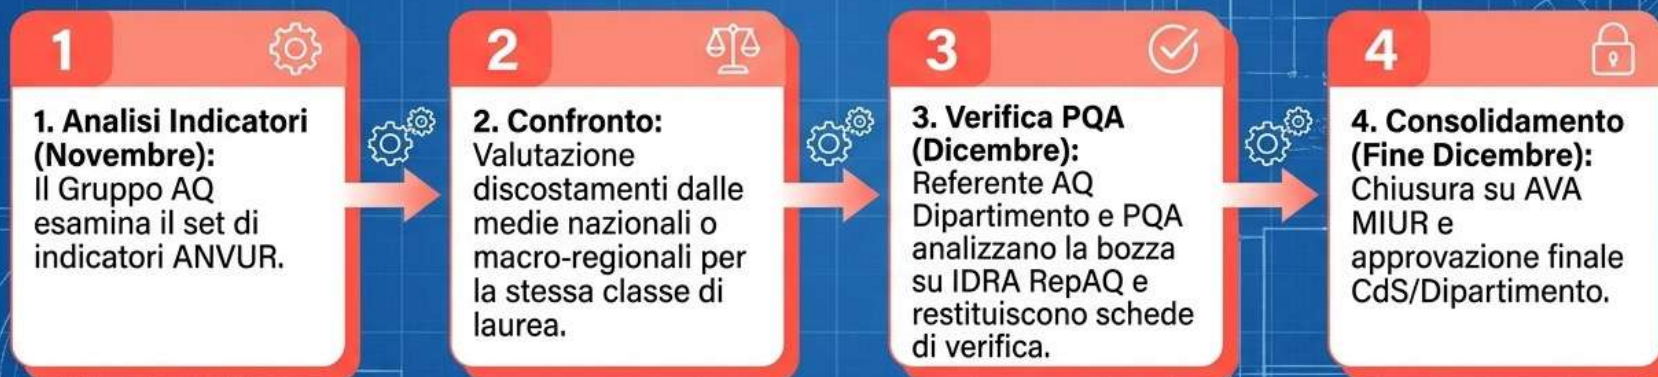 1
1. Analisi Indicatori
(Novembre):
Il Gruppo AQ
esamina il set di
indicatori ANVUR.
2
2. Confronto:
Valutazione
discostamenti dalle
medie nazionali o
macro-regionali per
la stessa classe di
laurea.
3
3. Verifica PQA
(Dicembre):
Referente AQ
Dipartimento e PQA
analizzano la bozza
su IDRA RepAQ e
restituiscono schede
di verifica.
4
4. Consolidamento
(Fine Dicembre):
Chiusura su AVA
MIUR e
approvazione finale
CdS/Dipartimento.